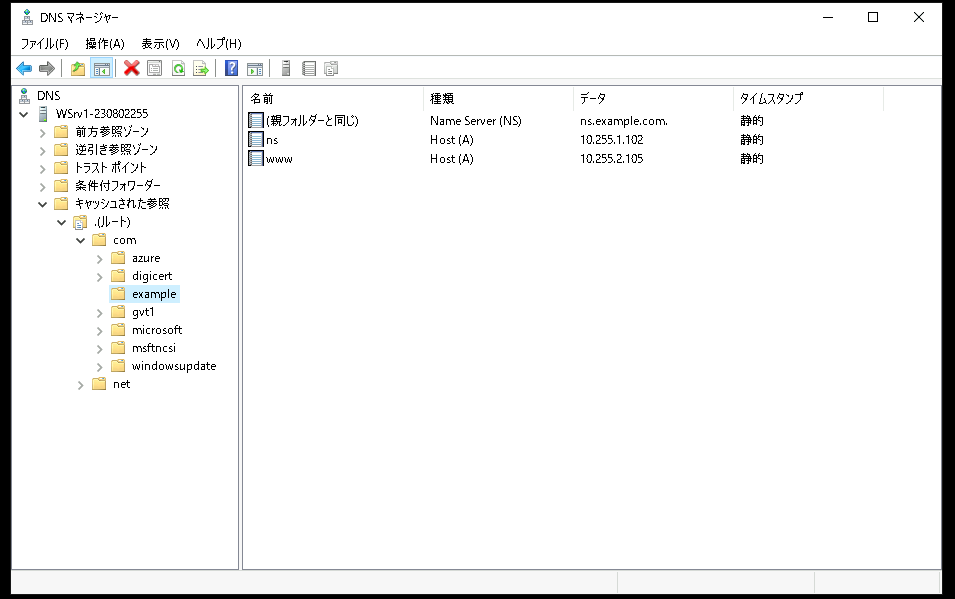 DNS マネージャー
ファイル(F) 操作(A) 表示(V) ヘルプ(H)
DNS
WSrv1-230802255
前方参照ゾーン
逆引き参照ゾーン
トラスト ポイント
条件付フォワーダー
キャッシュされた参照
.(ルート)
com
azure
digicert
example
gvt1
microsoft
msftncsi
windowsupdate
net
名前 種類 データ タイムスタンプ
(親フォルダーと同じ) Name Server (NS) ns.example.com. 静的
ns Host (A) 10.255.1.102 静的
www Host (A) 10.255.2.105 静的